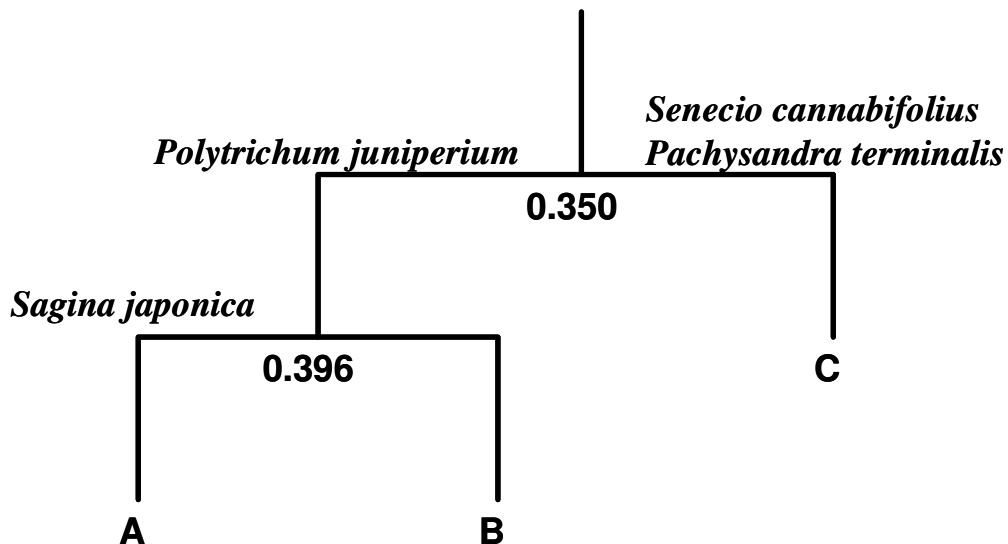 Senecio cannabifolius
Polytrichum juniperium
Pachysandra terminalis
0.350
Sagina japonica
0.396
C
A
B